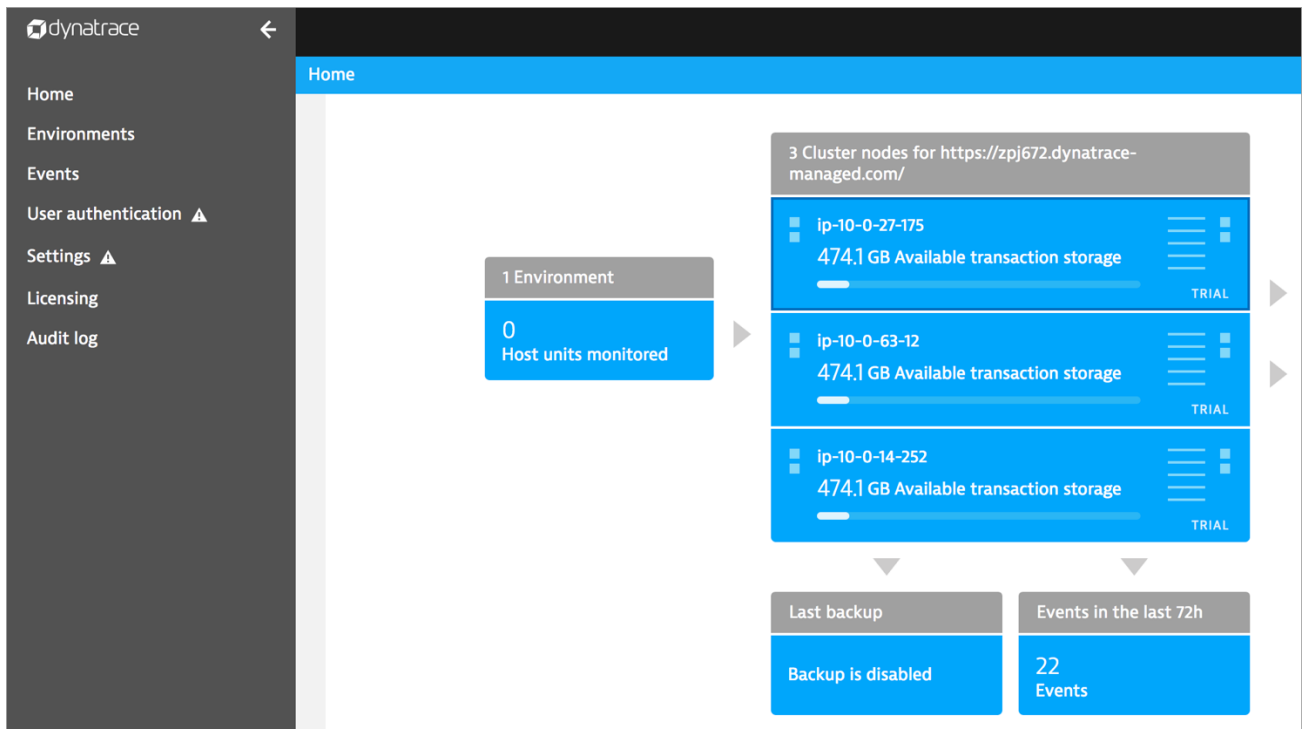 dynatrace
Home
Environments
Events
User authentication
Settings
Licensing
Audit log
Home
1 Environment
0
Host units monitored
3 Cluster nodes for https://zpj672.dynatrace-
managed.com/
ip-10-0-27-175
474.1 GB Available transaction storage
TRIAL
ip-10-0-63-12
474.1 GB Available transaction storage
TRIAL
ip-10-0-14-252
474.1 GB Available transaction storage
TRIAL
Last backup
Backup is disabled
Events in the last 72h
22
Events